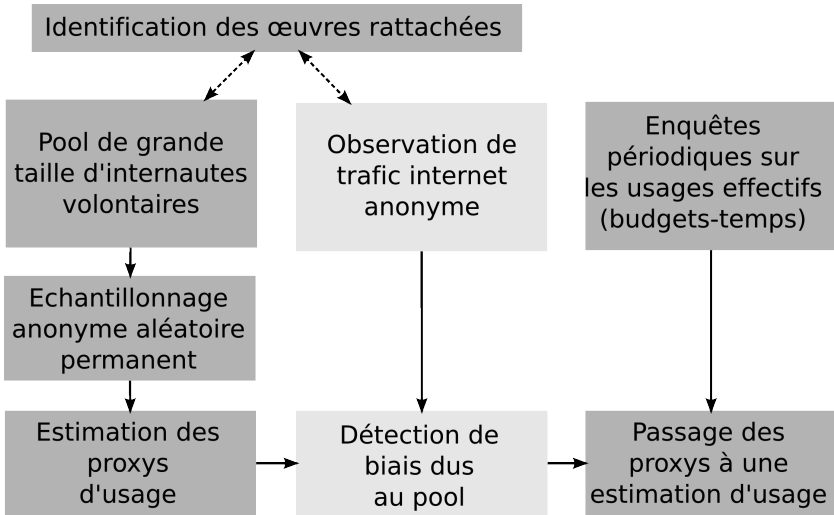 Identification des œuvres rattachées
Pool de grande
taille d'internautes
volontaires
Observation de
trafic internet
anonyme
Enquêtes
périodiques sur
les usages effectifs
(budgets-temps)
Echantillonnage
anonyme aléatoire
permanent
Estimation des
proxys
d'usage
Détection de
biais dus
au pool
Passage des
proxys à une
estimation d'usage